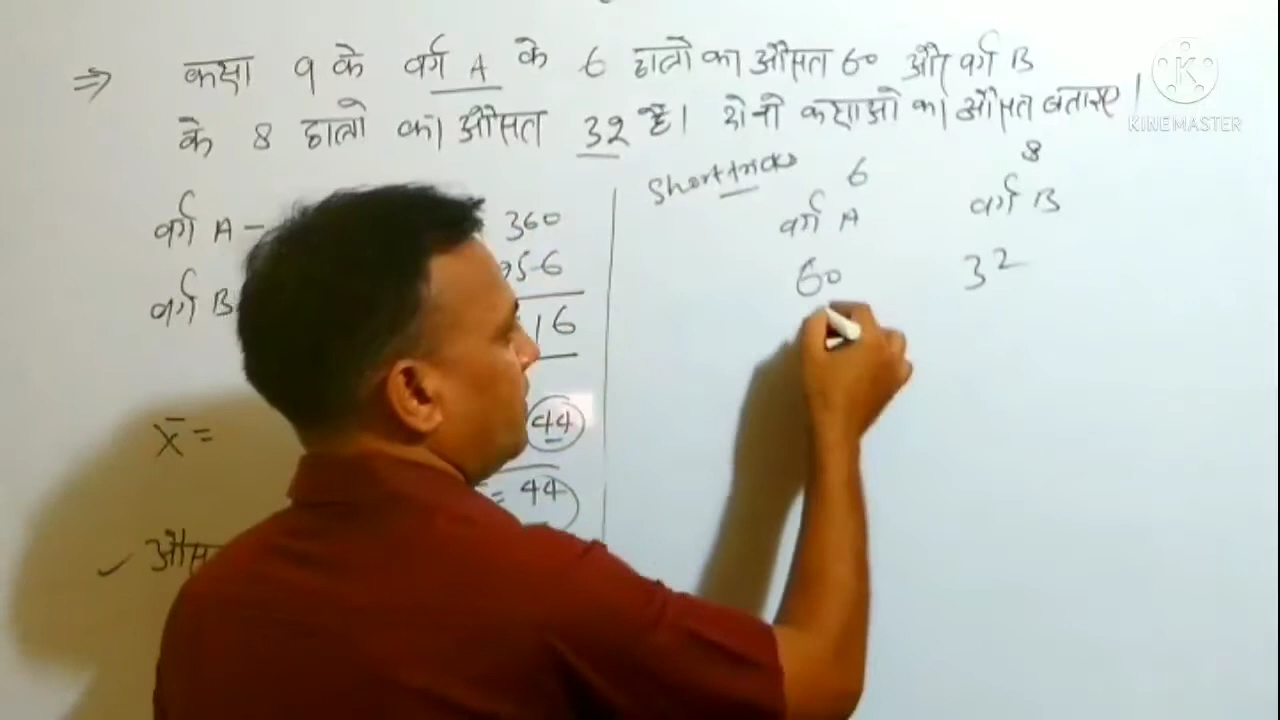 ⇒ कक्षा 9 के वर्ग A के 6 छात्रों का औसत 60 और वर्ग B
के 8 छात्रों का औसत 32 है। दोनों कक्षाओं का औसत बताइए।
KINEMASTER
Short tricks
6
8
वर्ग A
वर्ग B
60
32
वर्ग A -
360
वर्ग B
256
16
x̄ =
44
= 44
✓ औस